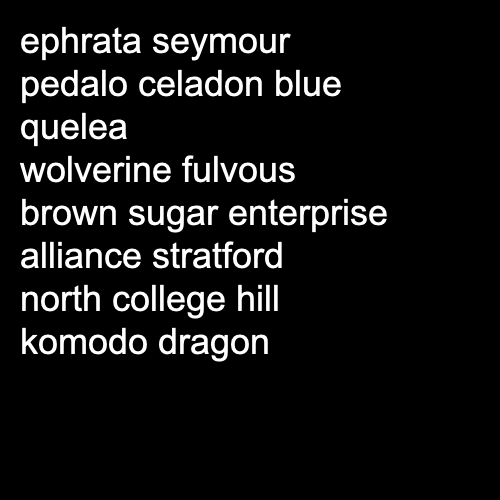 ephrata seymour
pedalo celadon blue
quelea
wolverine fulvous
brown sugar enterprise
alliance stratford
north college hill
komodo dragon